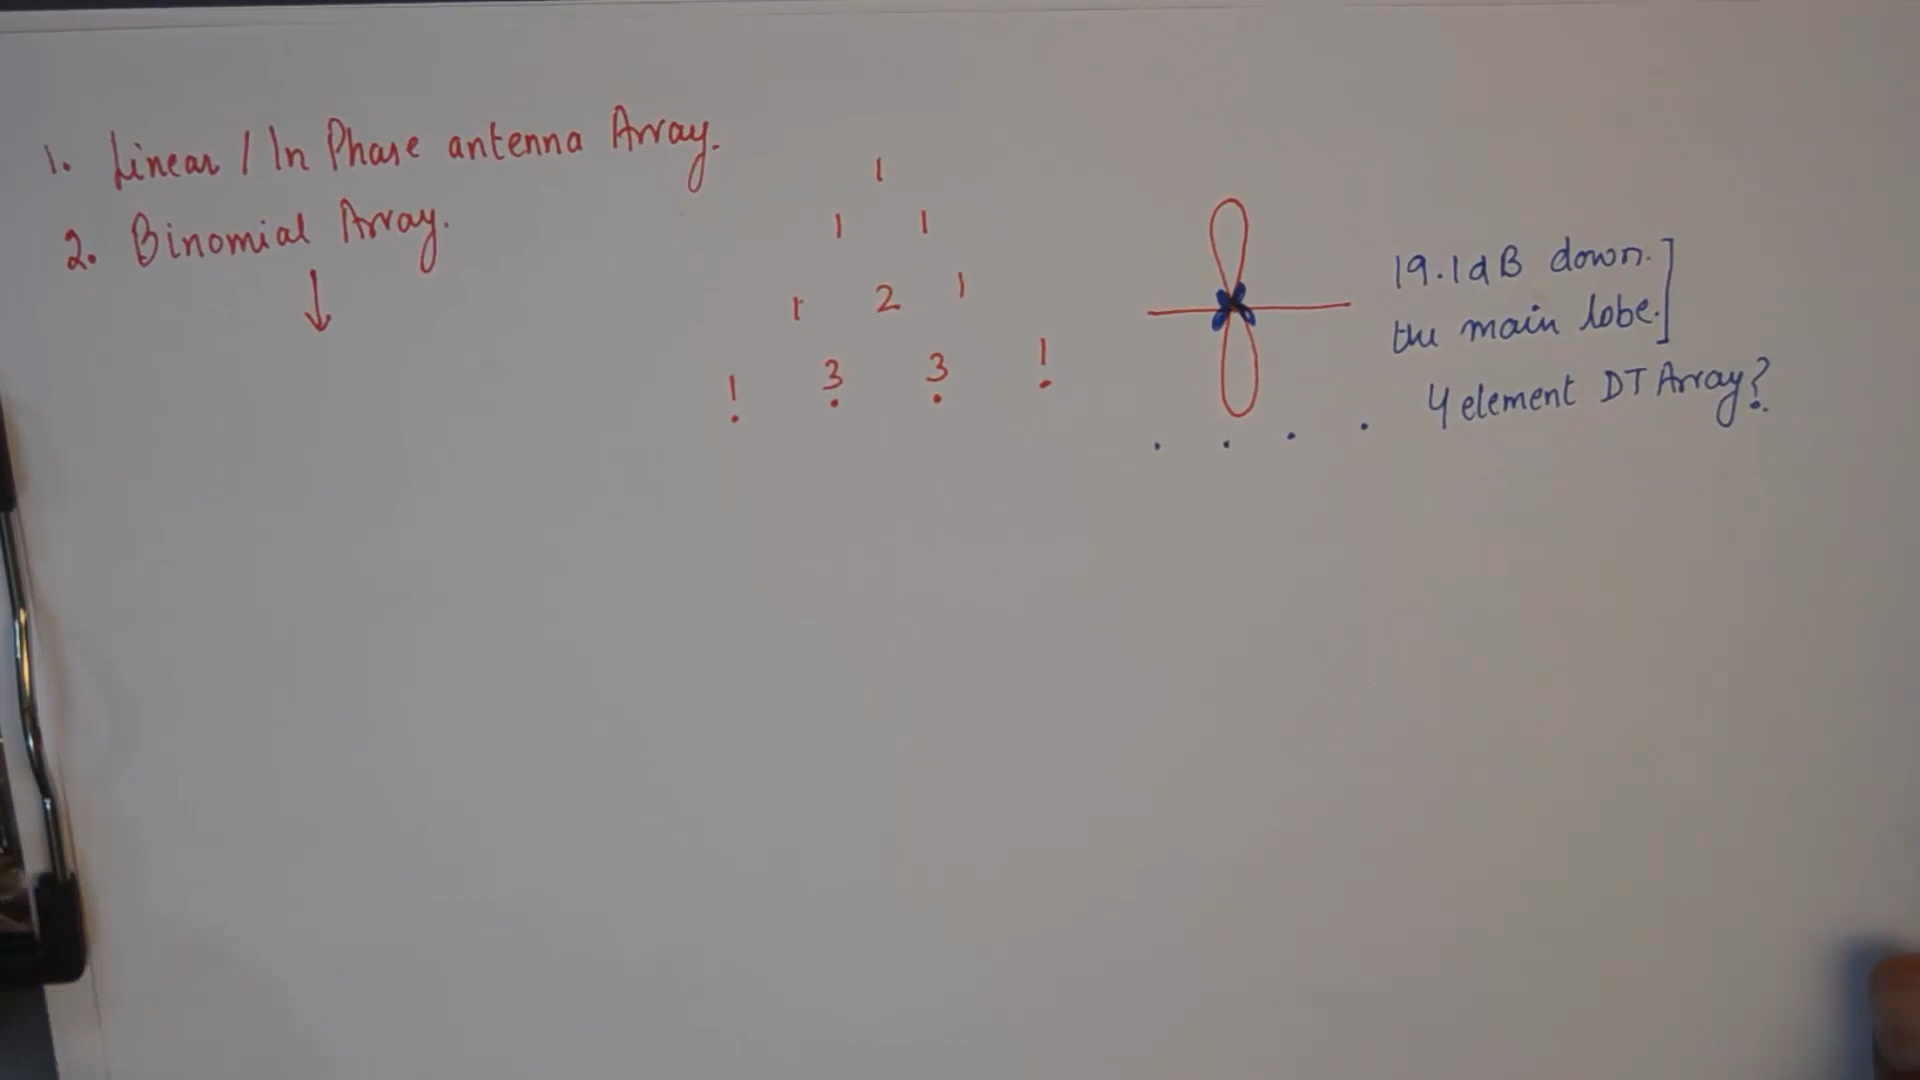 1. Linear / In Phase antenna Array.
2. Binomial Array.
1
1 1
1 2 1
1 3 3 1
19.1dB down.
the main lobe.
4 element DT Array?